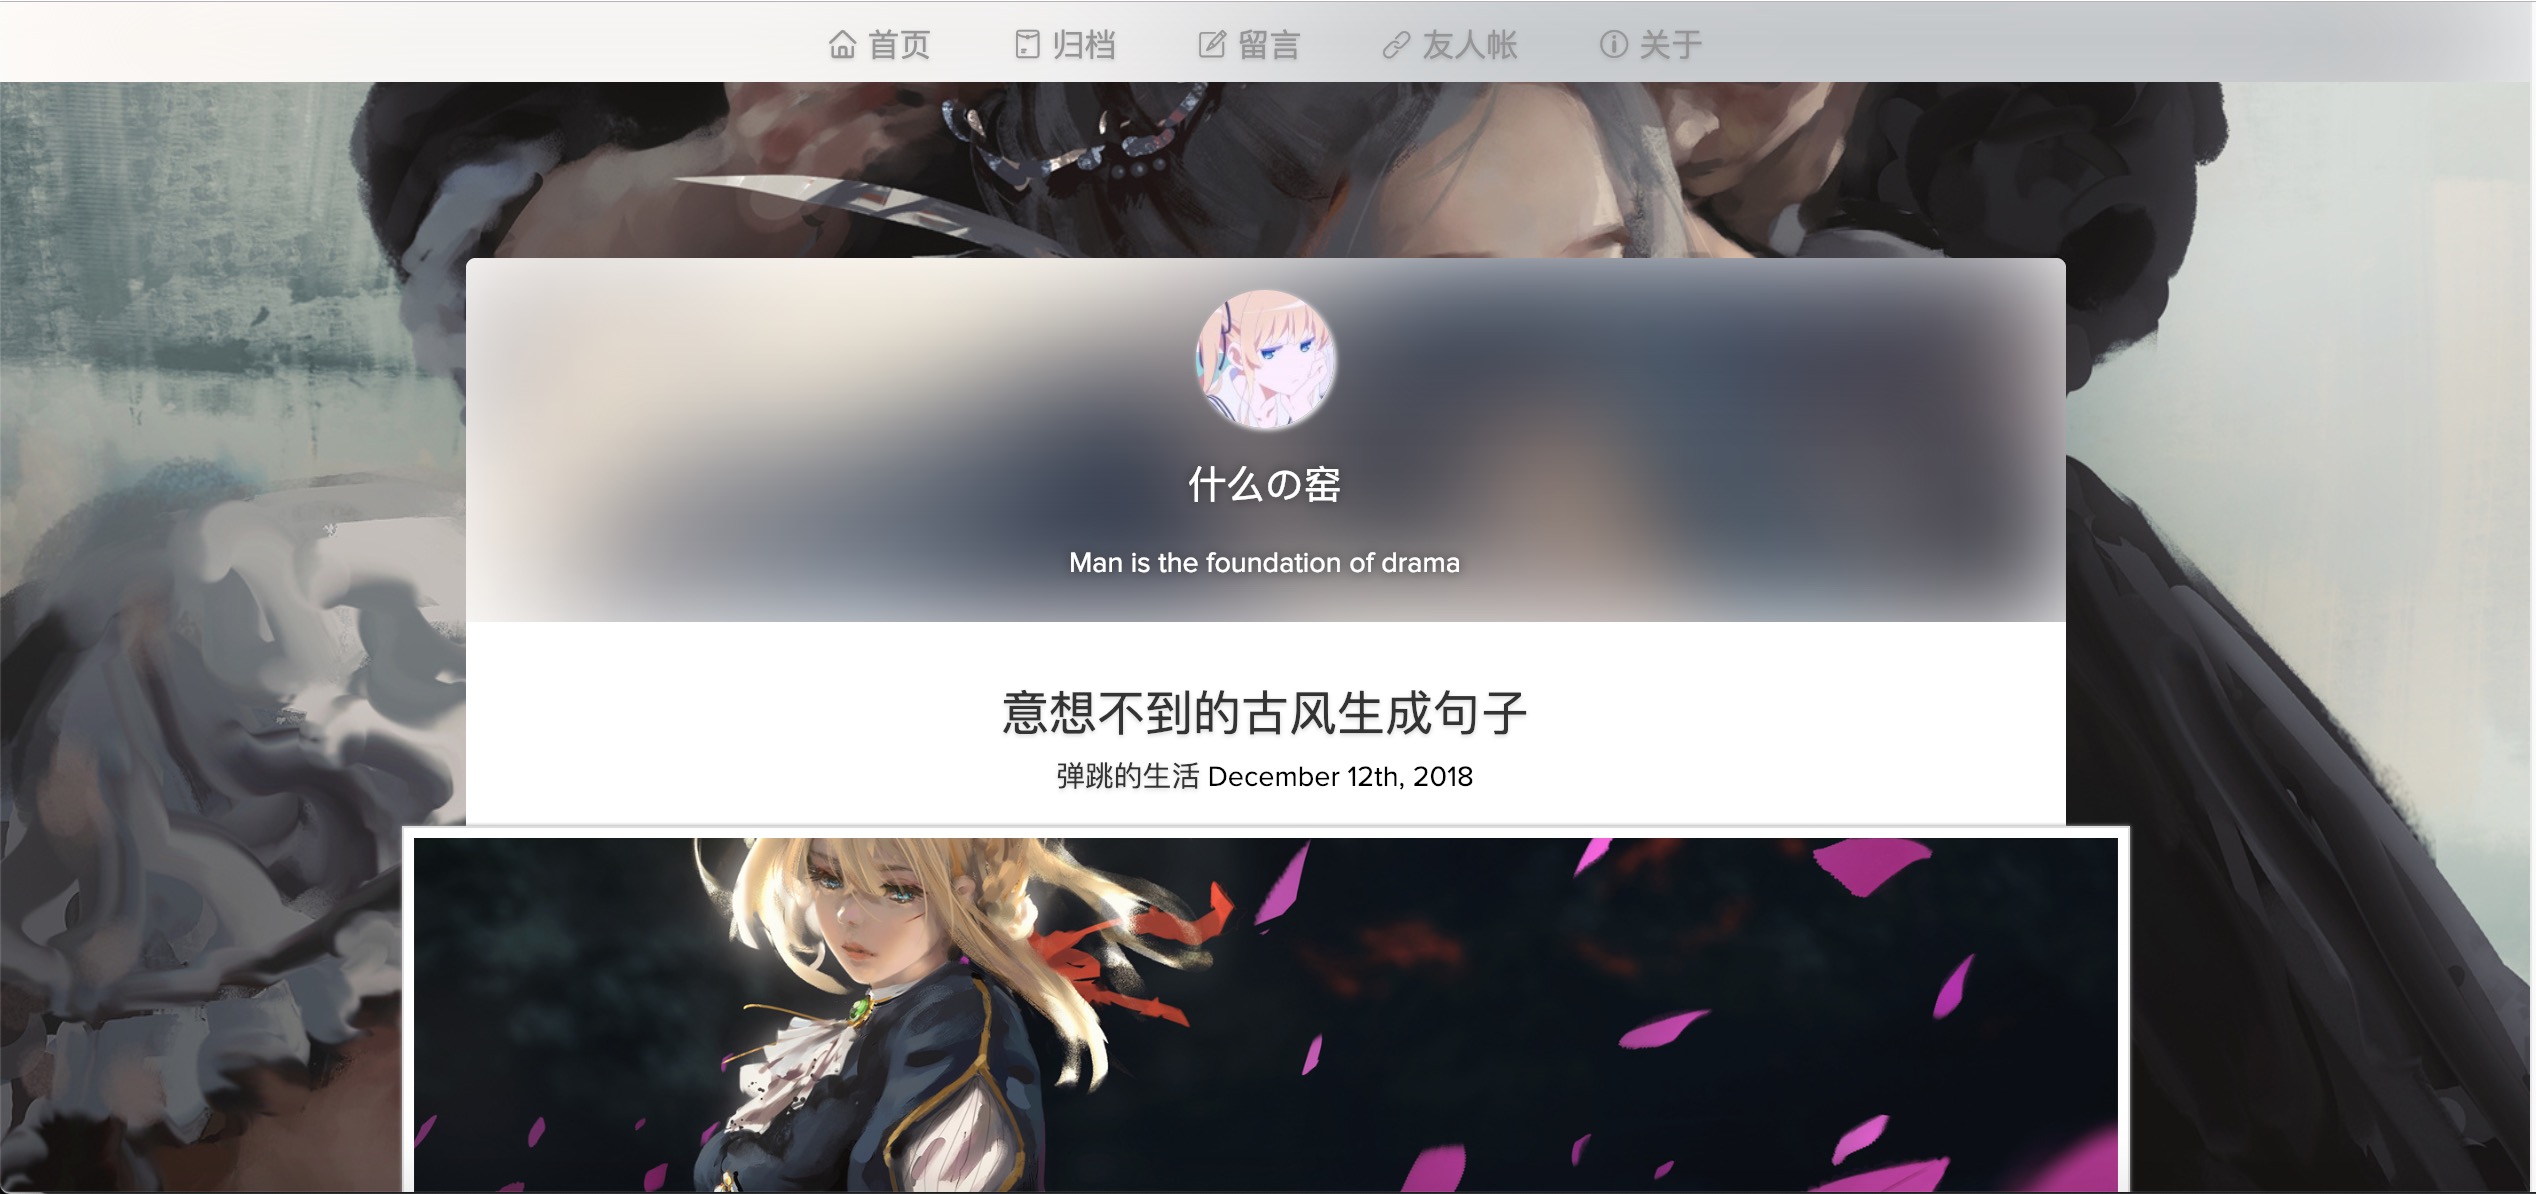 首页 归档 留言 友人帐 关于
什么の窑
Man is the foundation of drama
意想不到的古风生成句子
弹跳的生活 December 12th, 2018